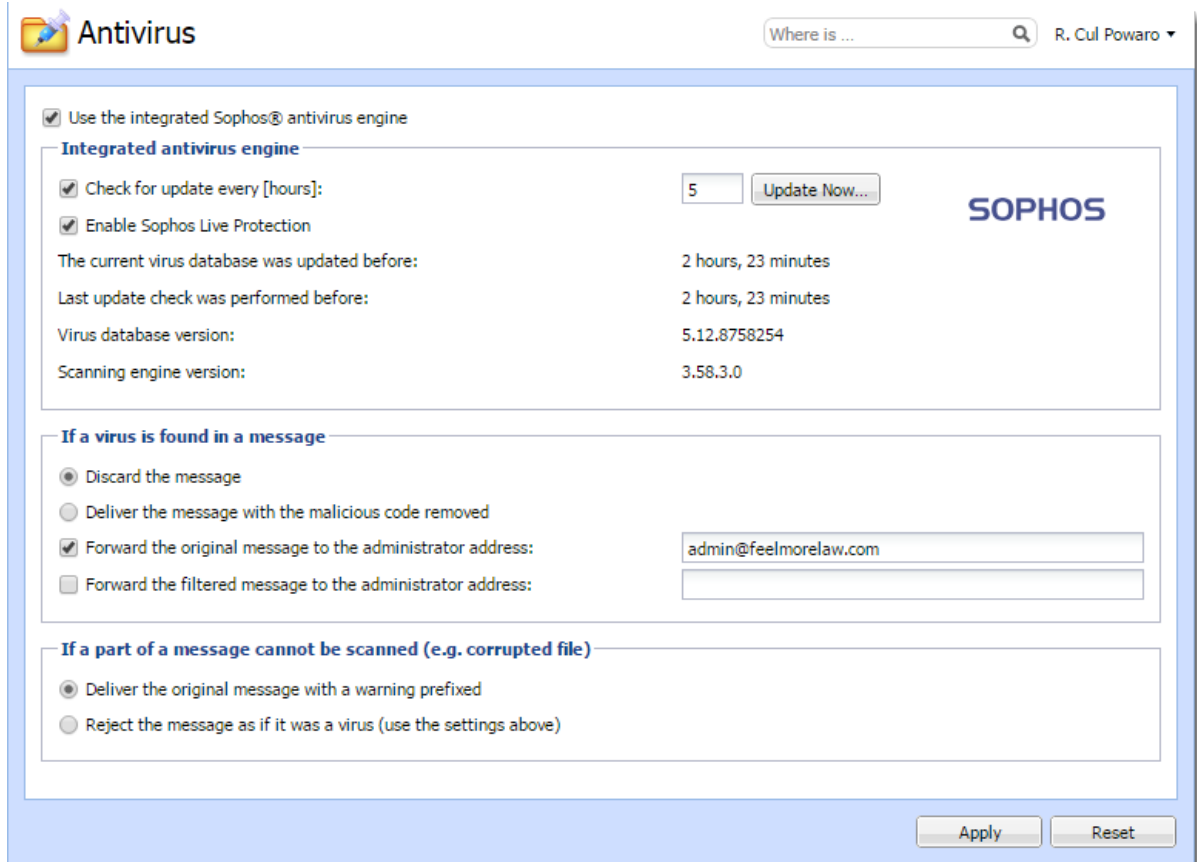 Antivirus
Where is ...
R. Cul Powaro
Use the integrated Sophos® antivirus engine
Integrated antivirus engine
Check for update every [hours]: 5 Update Now...
SOPHOS
Enable Sophos Live Protection
The current virus database was updated before: 2 hours, 23 minutes
Last update check was performed before: 2 hours, 23 minutes
Virus database version: 5.12.8758254
Scanning engine version: 3.58.3.0
If a virus is found in a message
Discard the message
Deliver the message with the malicious code removed
Forward the original message to the administrator address: admin@feelmorelaw.com
Forward the filtered message to the administrator address:
If a part of a message cannot be scanned (e.g. corrupted file)
Deliver the original message with a warning prefixed
Reject the message as if it was a virus (use the settings above)
Apply Reset